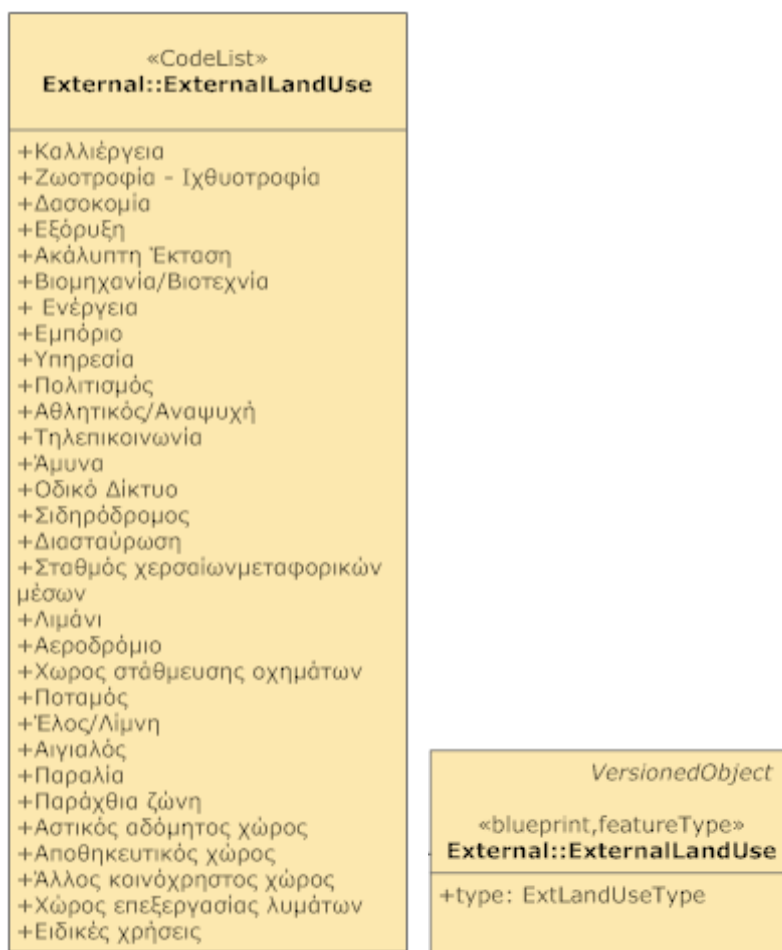 «CodeList»
External::ExternalLandUse
+Καλλιέργεια
+Ζωοτροφία - Ιχθυοτροφία
+Δασοκομία
+Εξόρυξη
+Ακάλυπτη Έκταση
+Βιομηχανία/Βιοτεχνία
+ Ενέργεια
+Εμπόριο
+Υπηρεσία
+Πολιτισμός
+Αθλητικός/Αναψυχή
+Τηλεπικοινωνία
+Άμυνα
+Οδικό Δίκτυο
+Σιδηρόδρομος
+Διασταύρωση
+Σταθμός χερσαίωνμεταφορικών
μέσων
+Λιμάνι
+Αεροδρόμιο
+Χωρος στάθμευσης οχημάτων
+Ποταμός
+Έλος/Λίμνη
+Αιγιαλός
+Παραλία
+Παράχθια ζώνη
+Αστικός αδόμητος χώρος
+Αποθηκευτικός χώρος
+Άλλος κοινόχρηστος χώρος
+Χώρος επεξεργασίας λυμάτων
+Ειδικές χρήσεις
VersionedObject
«blueprint,featureType»
External::ExternalLandUse
+type: ExtLandUseType